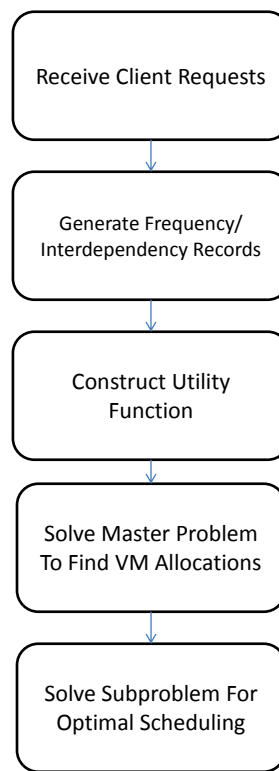 Receive Client Requests
Generate Frequency/
Interdependency Records
Construct Utility
Function
Solve Master Problem
To Find VM Allocations
Solve Subproblem For
Optimal Scheduling